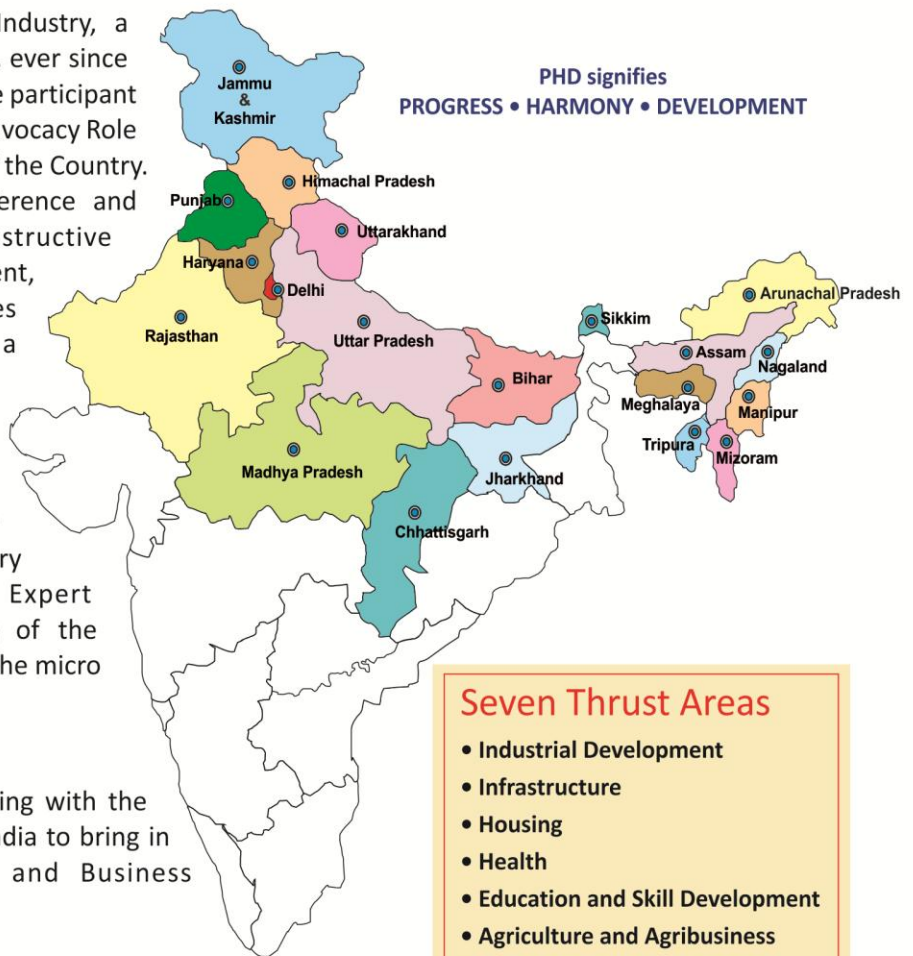 Industry, a
ever since
participant
vocacy Role
the Country.
erence and
structive
ent,
es
a
ry
Expert
of the
he micro
ing with the
ndia to bring in
and Business
PHD signifies
PROGRESS • HARMONY • DEVELOPMENT
Jammu
&
Kashmir
Himachal Pradesh
Punjab
Uttarakhand
Haryana
Delhi
Rajasthan
Uttar Pradesh
Sikkim
Arunachal Pradesh
Assam
Nagaland
Bihar
Meghalaya
Manipur
Tripura
Mizoram
Madhya Pradesh
Jharkhand
Chhattisgarh
Seven Thrust Areas
• Industrial Development
• Infrastructure
• Housing
• Health
• Education and Skill Development
• Agriculture and Agribusiness